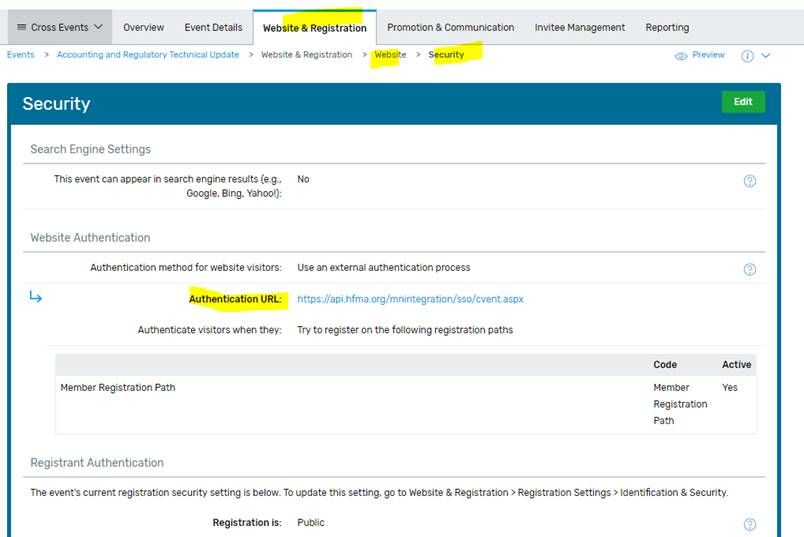 Cross Events Overview Event Details Website & Registration Promotion & Communication Invitee Management Reporting
Events > Accounting and Regulatory Technical Update > Website & Registration > Website > Security Preview
Security Edit
Search Engine Settings
This event can appear in search engine results (e.g., No
Google, Bing, Yahoo!):
Website Authentication
Authentication method for website visitors: Use an external authentication process
Authentication URL: https://api.hfma.org/mnintegration/sso/cvent.aspx
Authenticate visitors when they: Try to register on the following registration paths
Code Active
Member Registration Path Member Yes
Registration
Path
Registrant Authentication
The event's current registration security setting is below. To update this setting, go to Website & Registration > Registration Settings > Identification & Security.
Registration is: Public